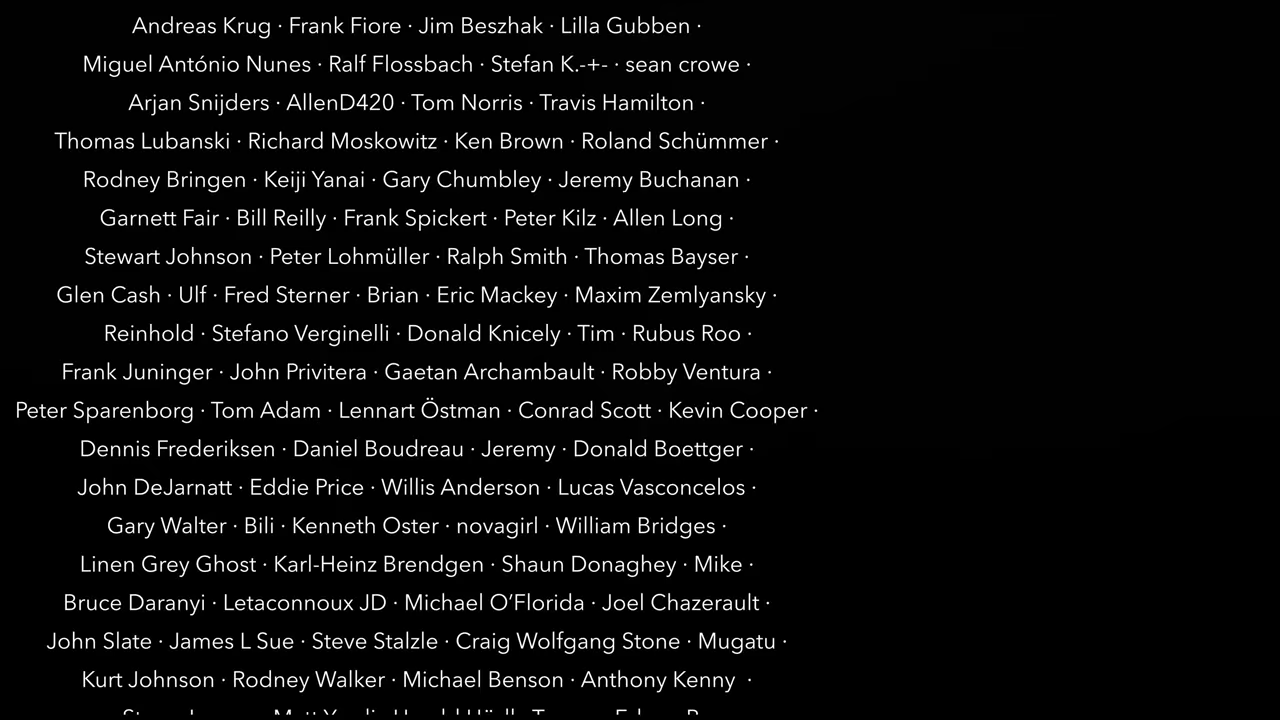 Andreas Krug · Frank Fiore · Jim Beszhak · Lilla Gubben ·
Miguel António Nunes · Ralf Flossbach · Stefan K.-+- · sean crowe ·
Arjan Snijders · AllenD420 · Tom Norris · Travis Hamilton ·
Thomas Lubanski · Richard Moskowitz · Ken Brown · Roland Schümmer ·
Rodney Bringen · Keiji Yanai · Gary Chumbley · Jeremy Buchanan ·
Garnett Fair · Bill Reilly · Frank Spickert · Peter Kilz · Allen Long ·
Stewart Johnson · Peter Lohmüller · Ralph Smith · Thomas Bayser ·
Glen Cash · Ulf · Fred Sterner · Brian · Eric Mackey · Maxim Zemlyansky ·
Reinhold · Stefano Verginelli · Donald Knicely · Tim · Rubus Roo ·
Frank Juninger · John Privitera · Gaetan Archambault · Robby Ventura ·
Peter Sparenborg · Tom Adam · Lennart Östman · Conrad Scott · Kevin Cooper ·
Dennis Frederiksen · Daniel Boudreau · Jeremy · Donald Boettger ·
John DeJarnatt · Eddie Price · Willis Anderson · Lucas Vasconcelos ·
Gary Walter · Bili · Kenneth Oster · novagirl · William Bridges ·
Linen Grey Ghost · Karl-Heinz Brendgen · Shaun Donaghey · Mike ·
Bruce Daranyi · Letaconnoux JD · Michael O’Florida · Joel Chazerault ·
John Slate · James L Sue · Steve Stalzle · Craig Wolfgang Stone · Mugatu ·
Kurt Johnson · Rodney Walker · Michael Benson · Anthony Kenny ·